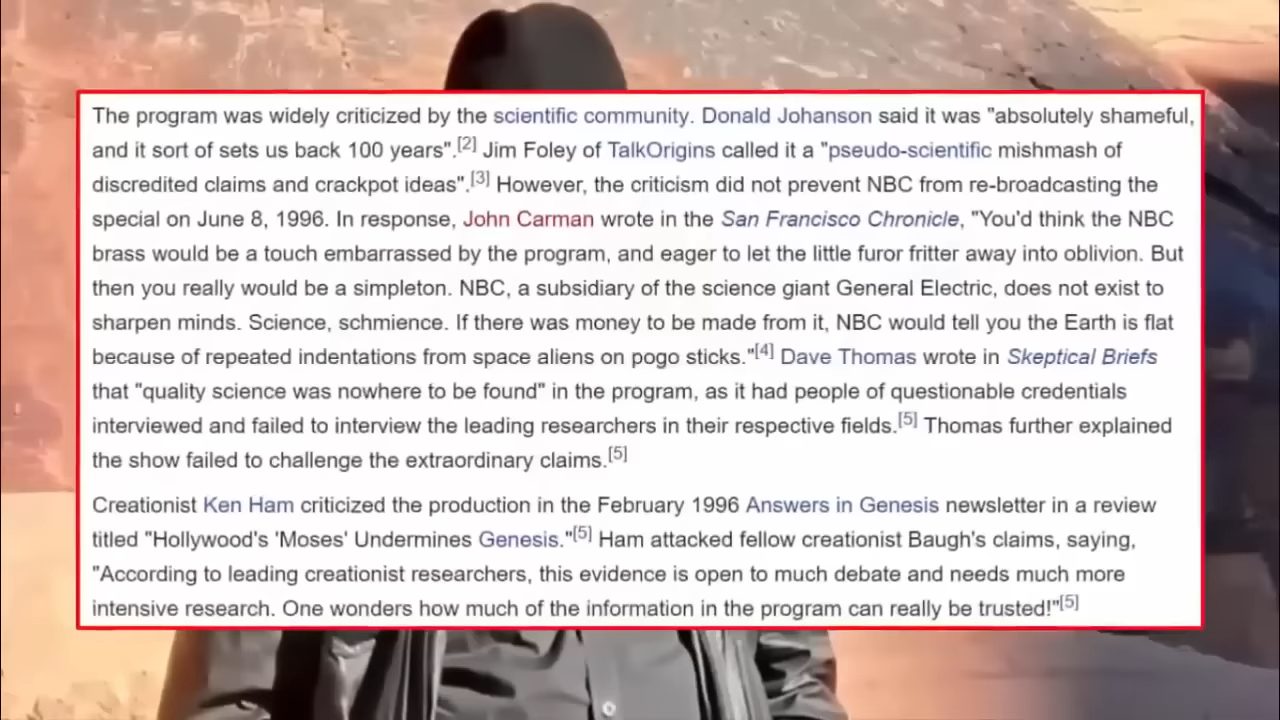 The program was widely criticized by the scientific community. Donald Johanson said it was "absolutely shameful,
and it sort of sets us back 100 years".[2] Jim Foley of TalkOrigins called it a "pseudo-scientific mishmash of
discredited claims and crackpot ideas".[3] However, the criticism did not prevent NBC from re-broadcasting the
special on June 8, 1996. In response, John Carman wrote in the San Francisco Chronicle, "You'd think the NBC
brass would be a touch embarrassed by the program, and eager to let the little furor fritter away into oblivion. But
then you really would be a simpleton. NBC, a subsidiary of the science giant General Electric, does not exist to
sharpen minds. Science, schmience. If there was money to be made from it, NBC would tell you the Earth is flat
because of repeated indentations from space aliens on pogo sticks."[4] Dave Thomas wrote in Skeptical Briefs
that "quality science was nowhere to be found" in the program, as it had people of questionable credentials
interviewed and failed to interview the leading researchers in their respective fields.[5] Thomas further explained
the show failed to challenge the extraordinary claims.[5]
Creationist Ken Ham criticized the production in the February 1996 Answers in Genesis newsletter in a review
titled "Hollywood's 'Moses' Undermines Genesis."[5] Ham attacked fellow creationist Baugh's claims, saying,
"According to leading creationist researchers, this evidence is open to much debate and needs much more
intensive research. One wonders how much of the information in the program can really be trusted!"[5]